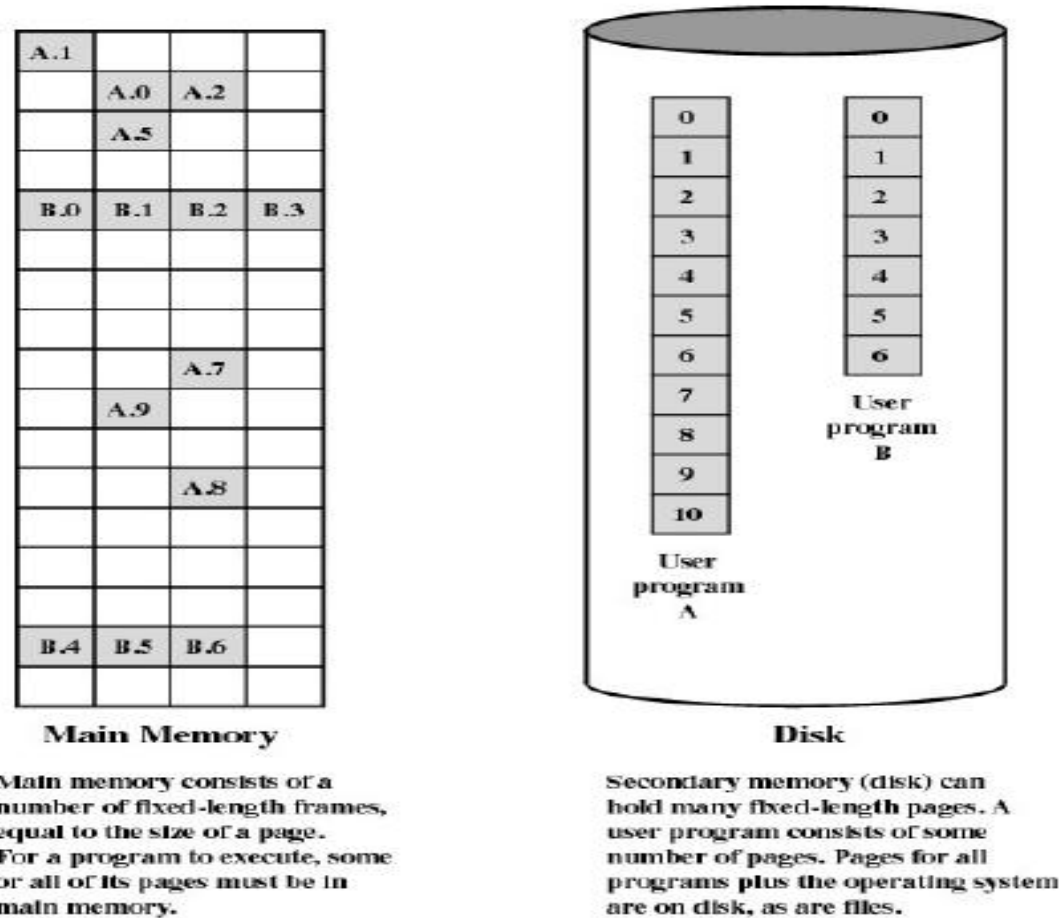 A.1
A.0 A.2
A.5
B.0 B.1 B.2 B.3
A.7
A.9
A.8
B.4 B.5 B.6
Main Memory
Main memory consists of a
number of fixed-length frames,
equal to the size of a page.
For a program to execute, some
or all of its pages must be in
main memory.
0
1
2
3
4
5
6
7
8
9
10
User
program
A
0
1
2
3
4
5
6
User
program
B
Disk
Secondary memory (disk) can
hold many fixed-length pages. A
user program consists of some
number of pages. Pages for all
programs plus the operating system
are on disk, as are files.